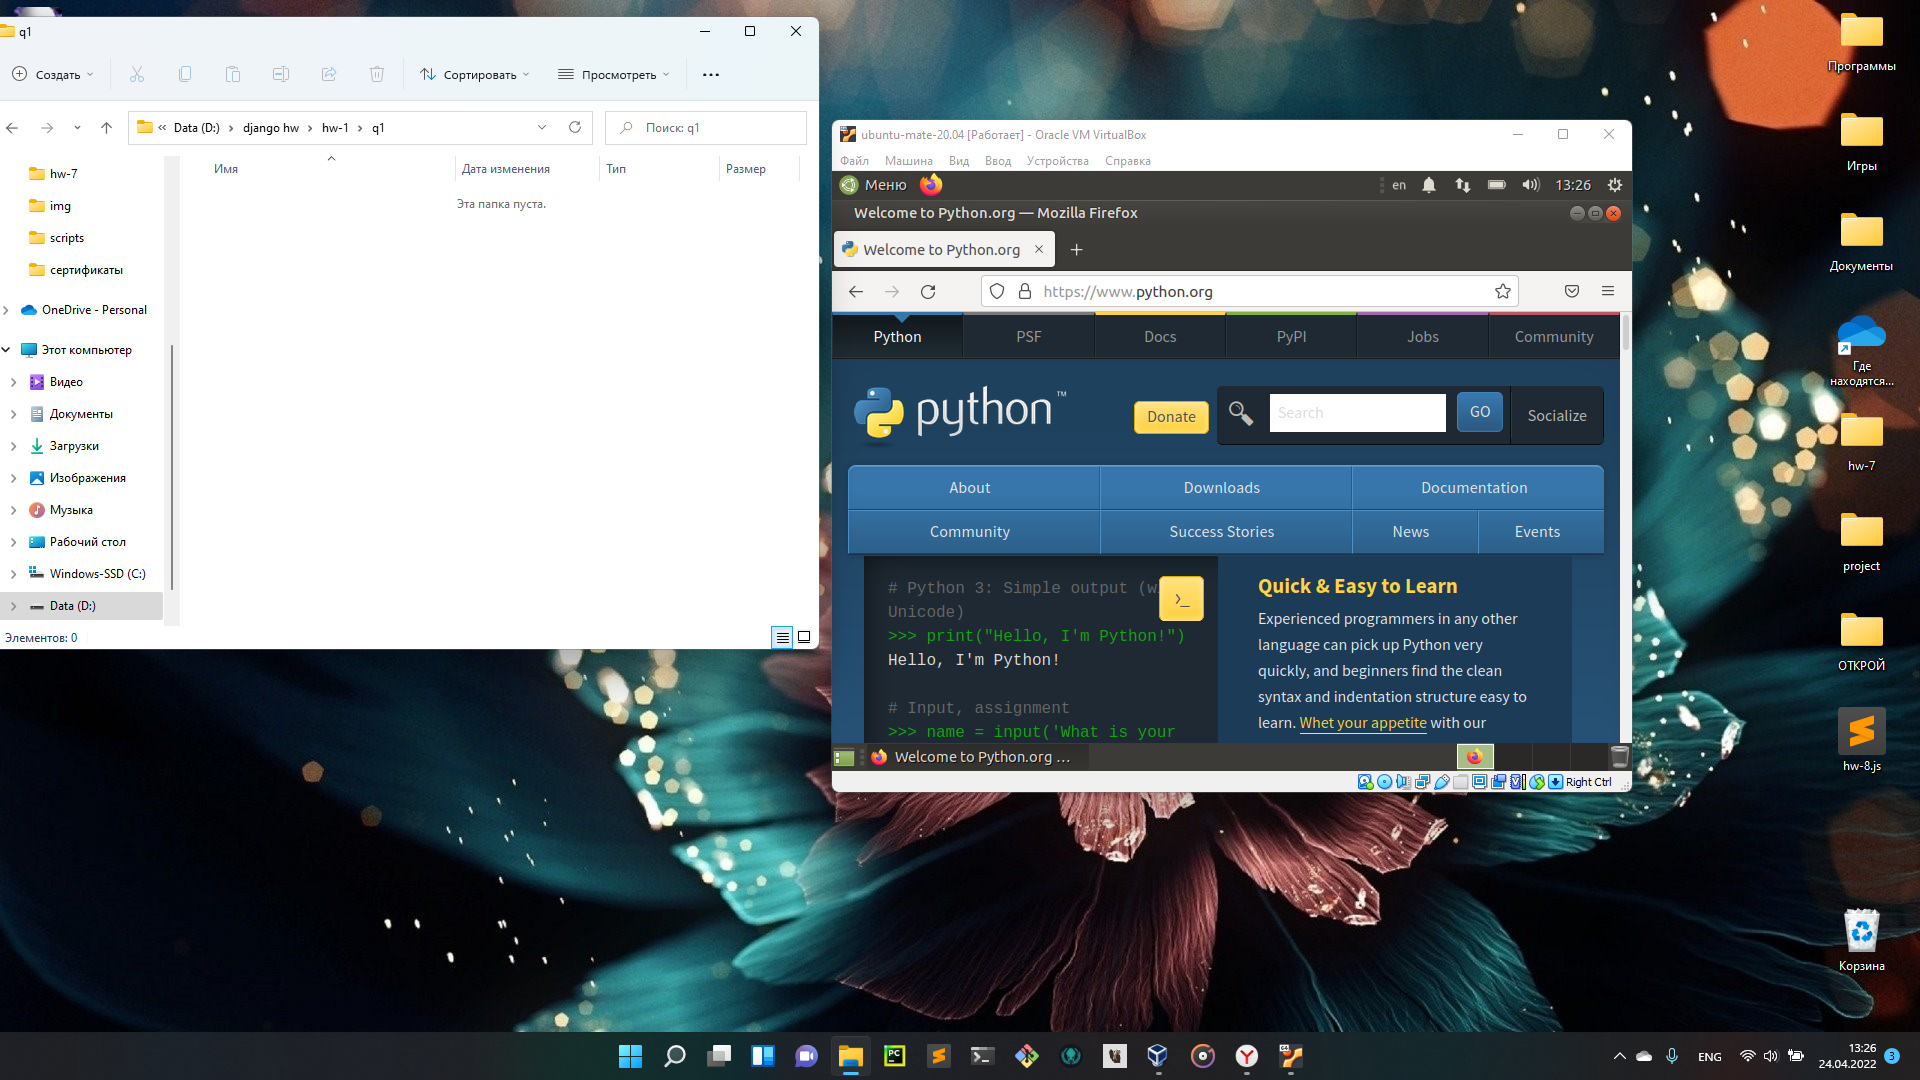 q1
Создать
Сортировать
Просмотреть
« Data (D:) › django hw › hw-1 › q1
Поиск: q1
Имя
Дата изменения
Тип
Размер
Эта папка пуста.
hw-7
img
scripts
сертификаты
OneDrive - Personal
Этот компьютер
Видео
Документы
Загрузки
Изображения
Музыка
Рабочий стол
Windows-SSD (C:)
Data (D:)
Элементов: 0
ubuntu-mate-20.04 [Работает] - Oracle VM VirtualBox
Файл Машина Вид Ввод Устройства Справка
Меню
en
13:26
Welcome to Python.org — Mozilla Firefox
Welcome to Python.org
https://www.python.org
Python PSF Docs PyPI Jobs Community
python™
Donate
Search
GO
Socialize
About Downloads Documentation
Community Success Stories News Events
# Python 3: Simple output (w
Unicode)
>>> print("Hello, I'm Python!")
Hello, I'm Python!
# Input, assignment
>>> name = input('What is your
>_
Quick & Easy to Learn
Experienced programmers in any other
language can pick up Python very
quickly, and beginners find the clean
syntax and indentation structure easy to
learn. Whet your appetite with our
Welcome to Python.org ...
Right Ctrl
Программы
Игры
Документы
Где
находятся...
hw-7
project
ОТКРОЙ
hw-8.js
Корзина
ENG
13:26
24.04.2022
3